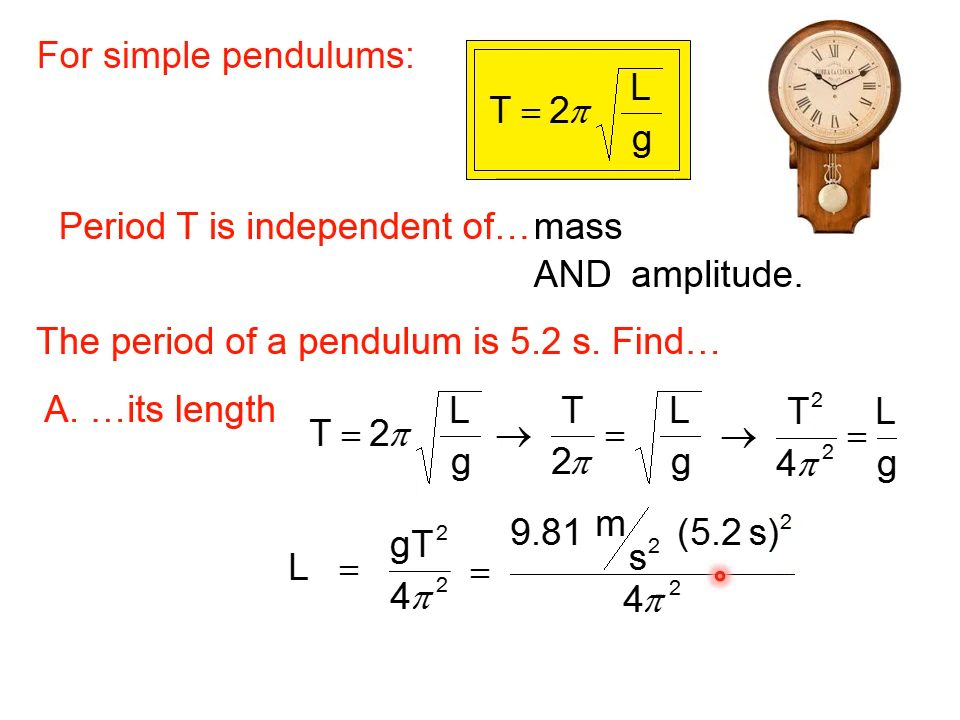 For simple pendulums:
T = 2π √(L/g)
Period T is independent of… mass
AND amplitude.
The period of a pendulum is 5.2 s. Find…
A. …its length
T = 2π √(L/g) → T/2π = √(L/g) → T²/4π² = L/g
L = gT²/4π² = 9.81 m/s² (5.2 s)²/4π²
XII